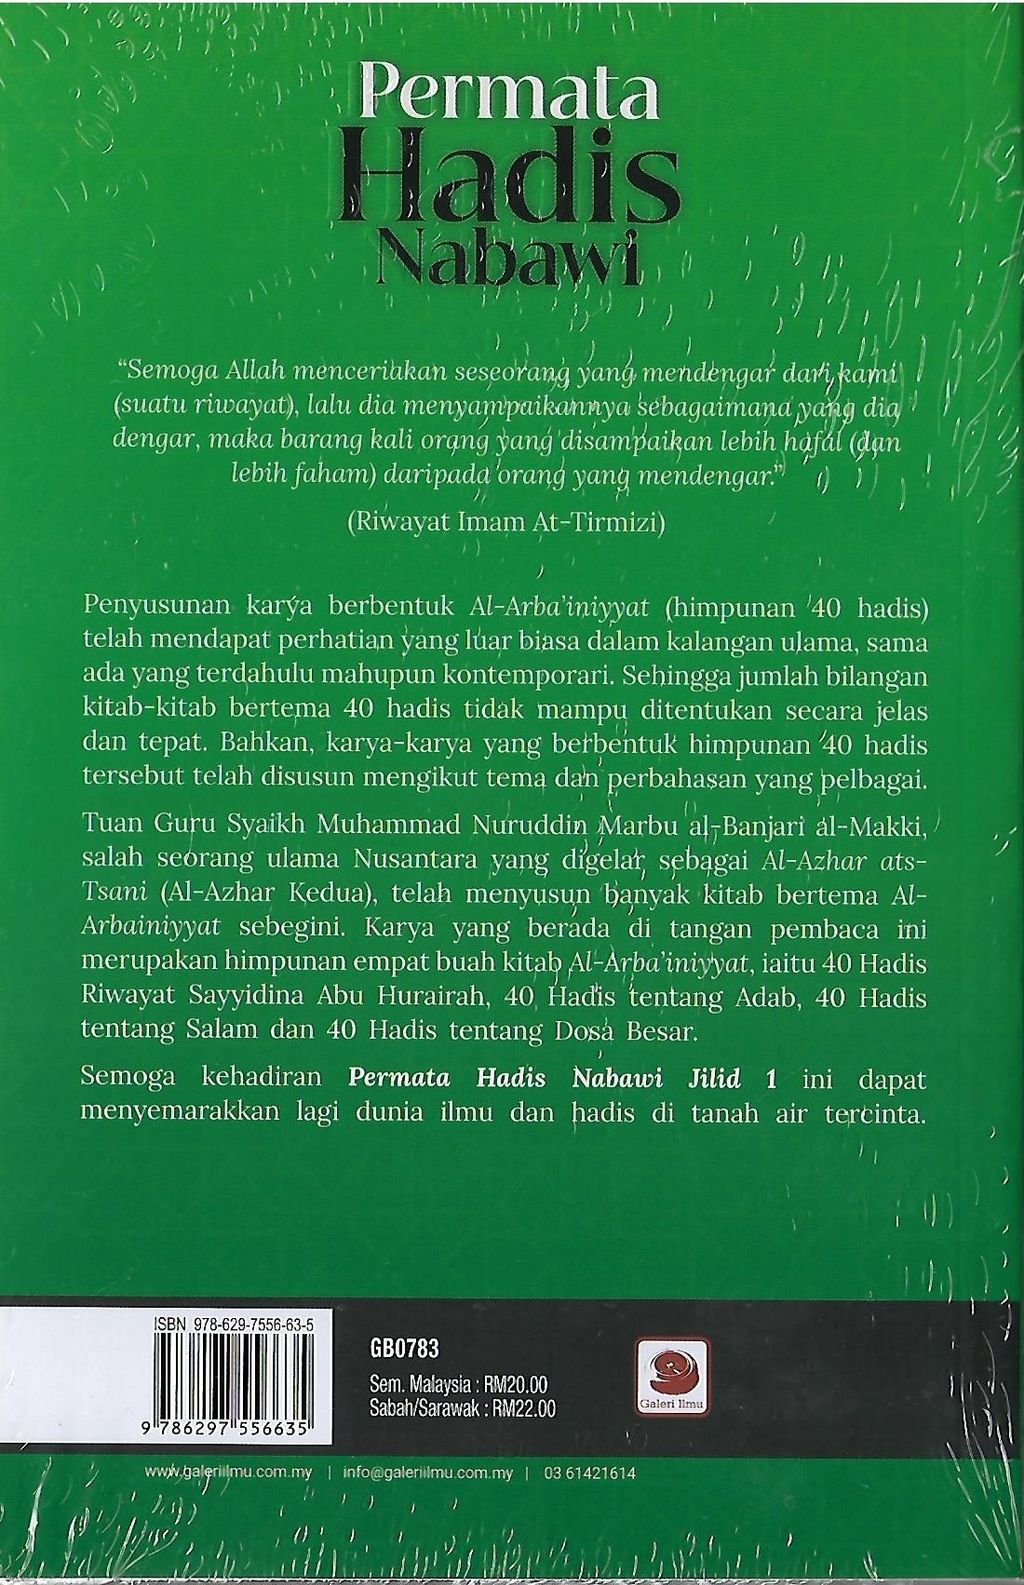 Permata
Hadis
Nabawi
“Semoga Allah menceriakan seseorang yang mendengar dari kami
(suatu riwayat), lalu dia menyampaikannya sebagaimana yang dia
dengar, maka barang kali orang yang disampaikan lebih hafal (dan
lebih faham) daripada orang yang mendengar.”
(Riwayat Imam At-Tirmizi)
Penyusunan karya berbentuk Al-Arba'iniyyat (himpunan 40 hadis)
telah mendapat perhatian yang luar biasa dalam kalangan ulama, sama
ada yang terdahulu mahupun kontemporari. Sehingga jumlah bilangan
kitab-kitab bertema 40 hadis tidak mampu ditentukan secara jelas
dan tepat. Bahkan, karya-karya yang berbentuk himpunan 40 hadis
tersebut telah disusun mengikut tema dan perbahasan yang pelbagai.
Tuan Guru Syaikh Muhammad Nuruddin Marbu al-Banjari al-Makki,
salah seorang ulama Nusantara yang digelar sebagai Al-Azhar ats-
Tsani (Al-Azhar Kedua), telah menyusun banyak kitab bertema Al-
Arbainiyyat sebegini. Karya yang berada di tangan pembaca ini
merupakan himpunan empat buah kitab Al-Arba'iniyyat, iaitu 40 Hadis
Riwayat Sayyidina Abu Hurairah, 40 Hadis tentang Adab, 40 Hadis
tentang Salam dan 40 Hadis tentang Dosa Besar.
Semoga kehadiran Permata Hadis Nabawi Jilid 1 ini dapat
menyemarakkan lagi dunia ilmu dan hadis di tanah air tercinta.
ISBN 978-629-7556-63-5
9 786297 556635
GB0783
Sem. Malaysia : RM20.00
Sabah/Sarawak : RM22.00
Galeri Ilmu
www.galeriilmu.com.my | info@galeriilmu.com.my | 03 61421614